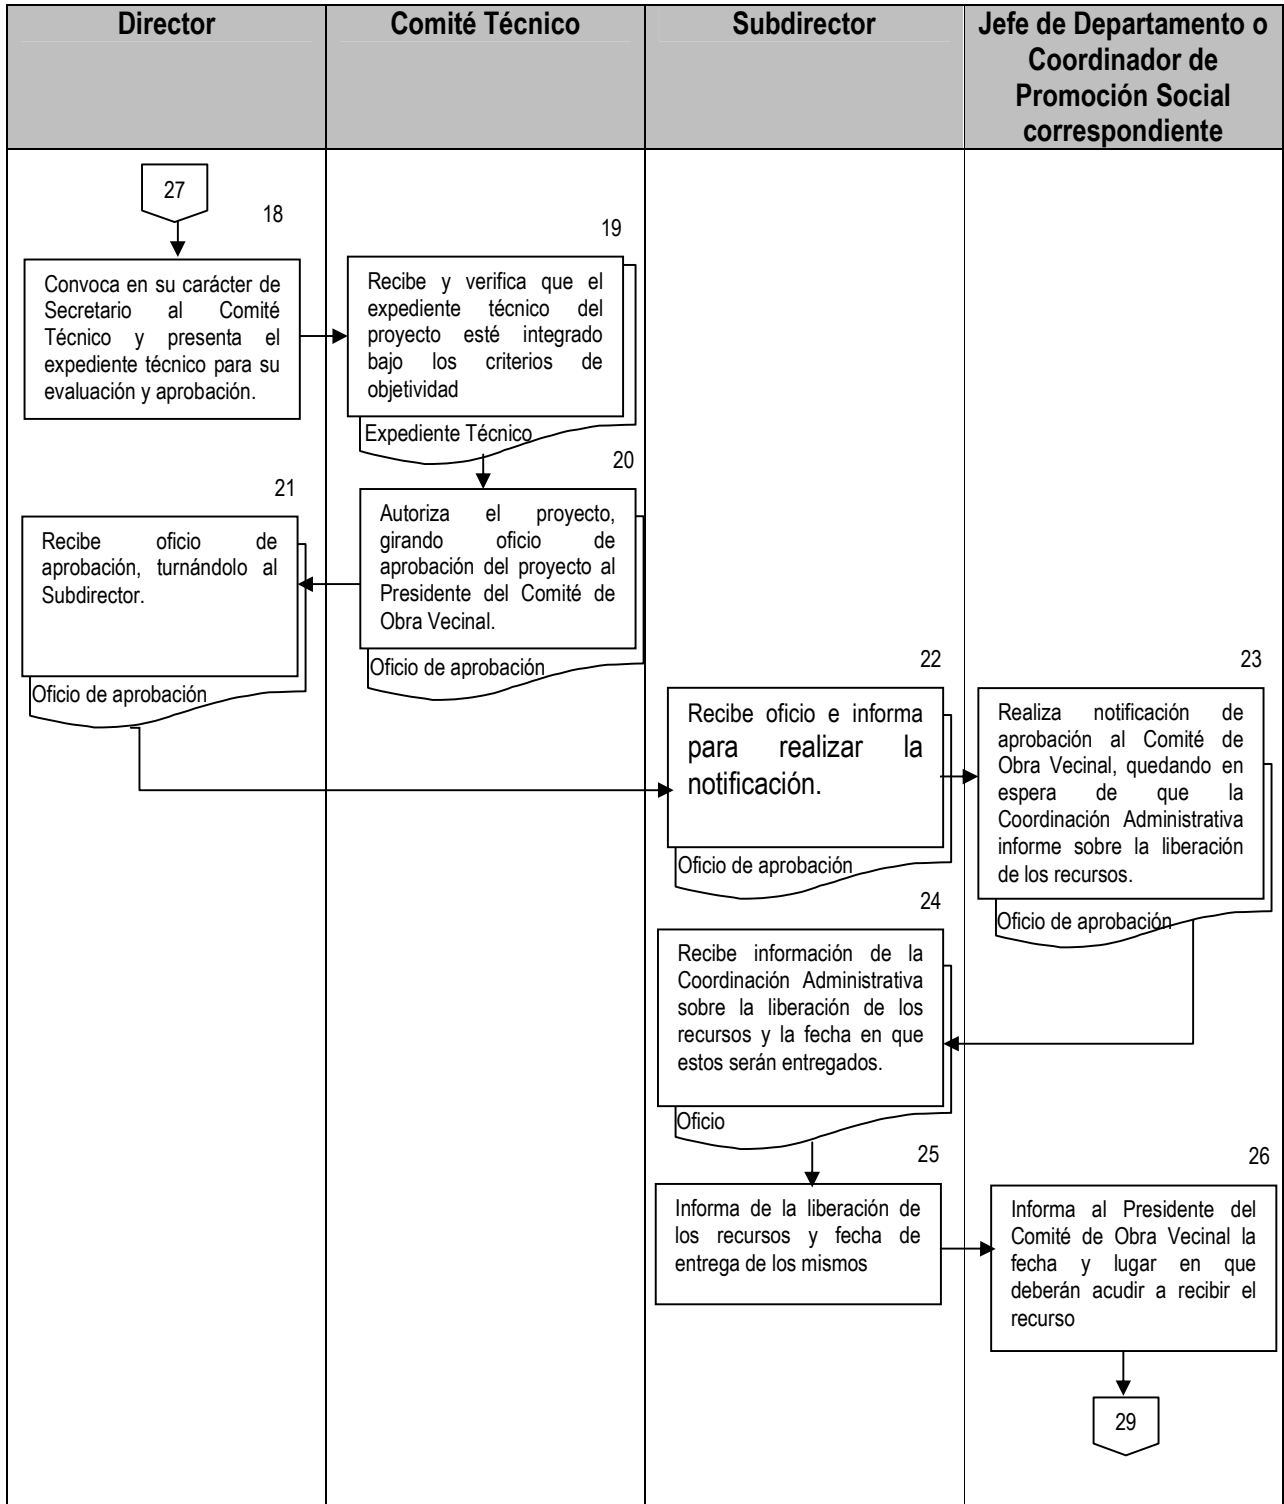 Director
Comité Técnico
Subdirector
Jefe de Departamento o
Coordinador de
Promoción Social
correspondiente
27
18
Convoca en su carácter de
Secretario al Comité
Técnico y presenta el
expediente técnico para su
evaluación y aprobación.
19
Recibe y verifica que el
expediente técnico del
proyecto esté integrado
bajo los criterios de
objetividad
Expediente Técnico
20
Autoriza el proyecto,
girando oficio de
aprobación del proyecto al
Presidente del Comité de
Obra Vecinal.
Oficio de aprobación
21
Recibe oficio de
aprobación, turnándolo al
Subdirector.
Oficio de aprobación
22
Recibe oficio e informa
para realizar la
notificación.
Oficio de aprobación
23
Realiza notificación de
aprobación al Comité de
Obra Vecinal, quedando en
espera de que la
Coordinación Administrativa
informe sobre la liberación
de los recursos.
Oficio de aprobación
24
Recibe información de la
Coordinación Administrativa
sobre la liberación de los
recursos y la fecha en que
estos serán entregados.
Oficio
25
Informa de la liberación de
los recursos y fecha de
entrega de los mismos
26
Informa al Presidente del
Comité de Obra Vecinal la
fecha y lugar en que
deberán acudir a recibir el
recurso
29